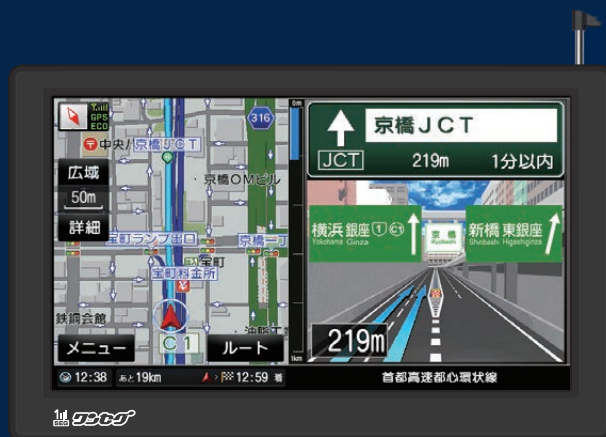 GPS
ECO
316
中央
京橋JCT
広域
50m
詳細
京橋OMビル
宝町ランプ出口
京橋一丁
宝町
宝町料金所
鉄鋼会館
メニュー
C1
ルート
0m
1km
12:38 あと19km 12:59 着
京橋JCT
JCT 219m 1分以内
横浜 銀座 1 C1
Yokohama Ginza
京橋
Kyobashi
新橋 東銀座
Shinbashi Higashiginza
219m
首都高速都心環状線
SEG ワンセグ